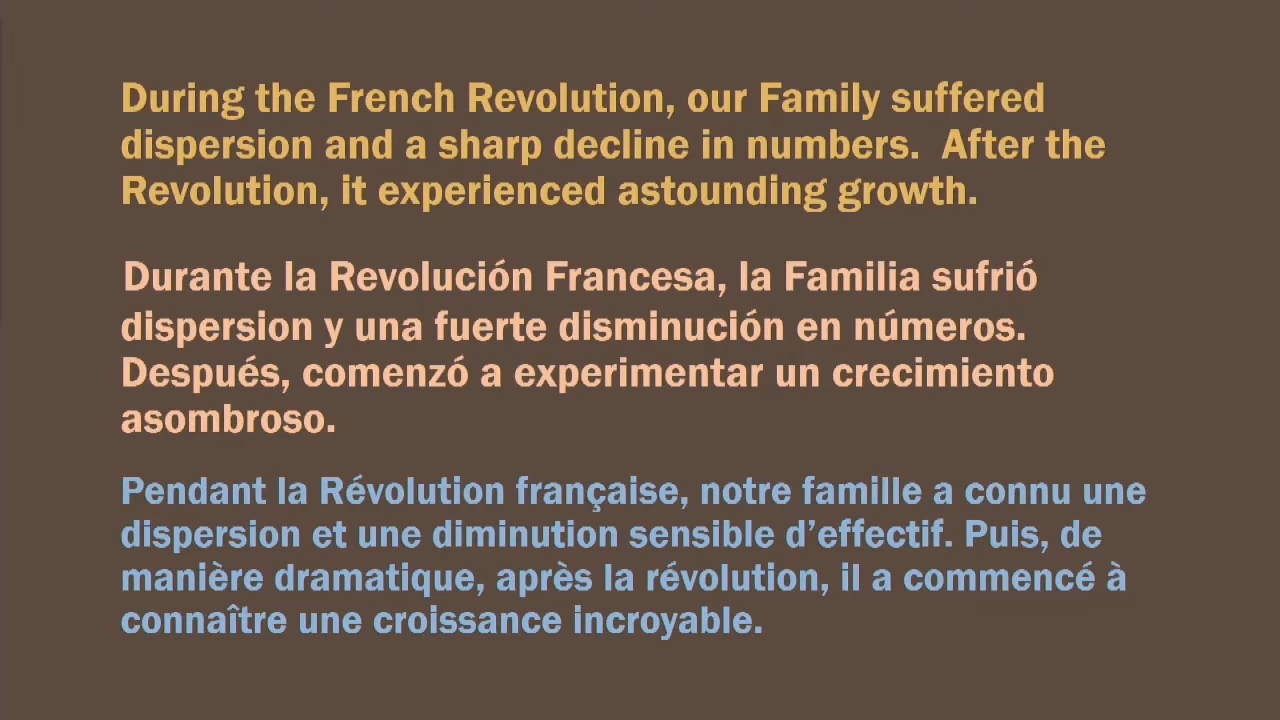 During the French Revolution, our Family suffered
dispersion and a sharp decline in numbers.  After the
Revolution, it experienced astounding growth.
Durante la Revolución Francesa, la Familia sufrió
dispersion y una fuerte disminución en números.
Después, comenzó a experimentar un crecimiento
asombroso.
Pendant la Révolution française, notre famille a connu une
dispersion et une diminution sensible d’effectif. Puis, de
manière dramatique, après la révolution, il a commencé à
connaître une croissance incroyable.